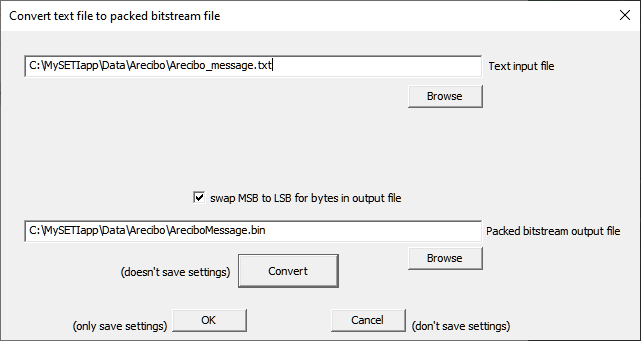 Convert text file to packed bitstream file
C:\MySETIapp\Data\Arecibo\Arecibo_message.txt Text input file
Browse
swap MSB to LSB for bytes in output file
C:\MySETIapp\Data\Arecibo\AreciboMessage.bin Packed bitstream output file
Browse
(doesn't save settings) Convert
(only save settings) OK Cancel (don't save settings)